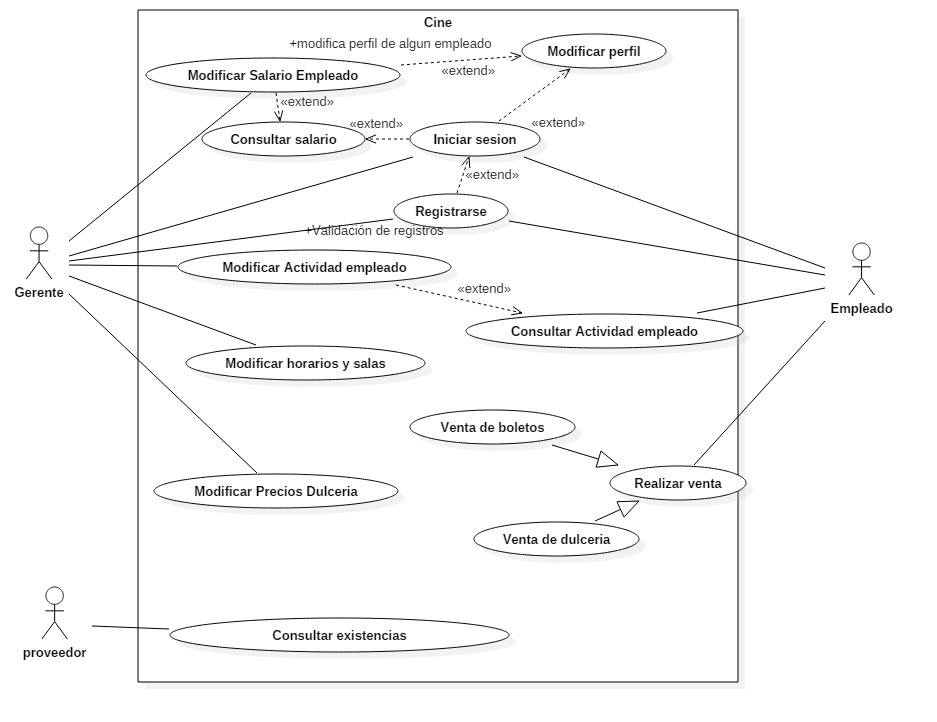 Cine
+modifica perfil de algun empleado
Modificar perfil
Modificar Salario Empleado
«extend»
«extend»
«extend»
«extend»
Consultar salario
Iniciar sesion
«extend»
Registrarse
+Validación de registros
Modificar Actividad empleado
Gerente
«extend»
Empleado
Consultar Actividad empleado
Modificar horarios y salas
Venta de boletos
Realizar venta
Modificar Precios Dulceria
Venta de dulceria
Consultar existencias
proveedor